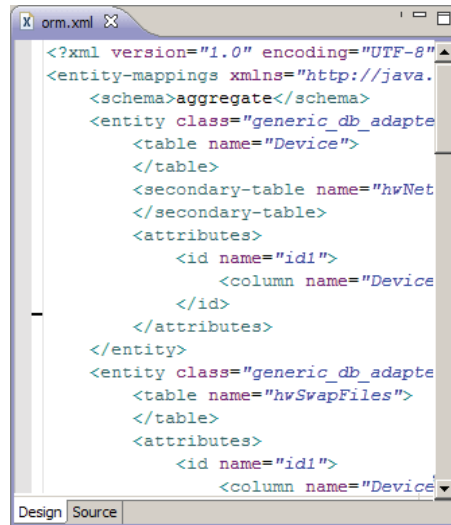 orm.xml
<?xml version="1.0" encoding="UTF-8"
<entity-mappings xmlns="http://java.
<schema>aggregate</schema>
<entity class="generic_db_adapte
<table name="Device">
</table>
<secondary-table name="hwNet
</secondary-table>
<attributes>
<id name="id1">
<column name="Device
</id>
</attributes>
</entity>
<entity class="generic_db_adapte
<table name="hwSwapFiles">
</table>
<attributes>
<id name="id1">
<column name="Device
Design Source